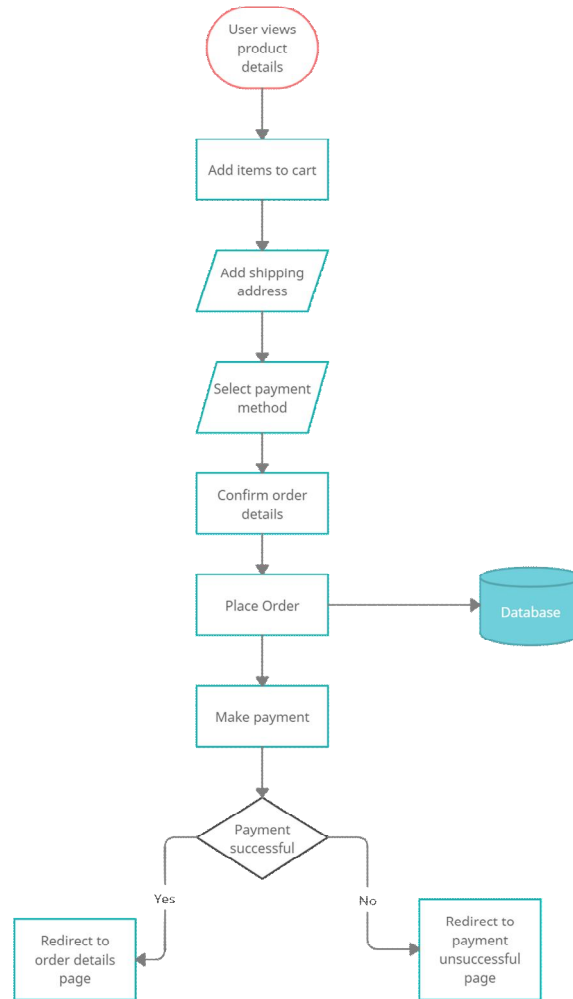 User views
product
details
Add items to cart
Add shipping
address
Select payment
method
Confirm order
details
Place Order
Database
Make payment
Payment
successful
Yes
No
Redirect to
order details
page
Redirect to
payment
unsuccessful
page